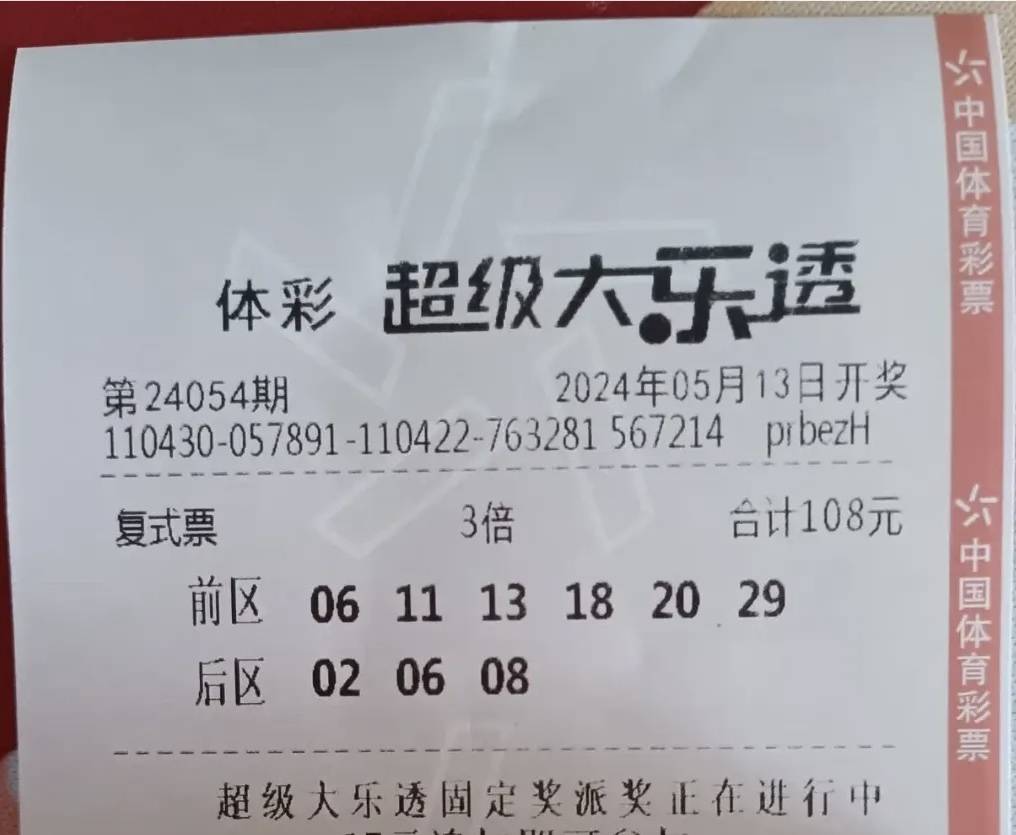 体彩 超级大乐透
第24054期 2024年05月13日开奖
110430-057891-110422-763281 567214 prbezH
复式票 3倍 合计108元
前区 06 11 13 18 20 29
后区 02 06 08
超级大乐透固定奖派奖正在进行中
中国体育彩票
中国体育彩票